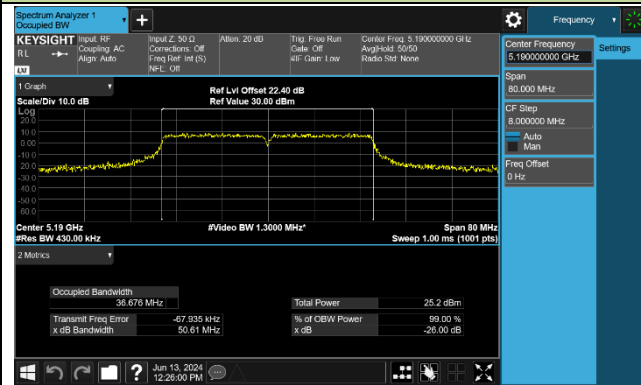 Spectrum Analyzer 1
Occupied BW
Frequency
KEYSIGHT
RL
LXI
Input: RF
Coupling: AC
Align: Auto
Input Z: 50 Ω
Corrections: Off
Freq Ref: Int (S)
NFE: Off
Atten: 20 dB
Trig: Free Run
Gate: Off
#IF Gain: Low
Center Freq: 5.190000000 GHz
Avg|Hold: 50/50
Radio Std: None
Center Frequency
5.190000000 GHz
Settings
Span
80.000 MHz
CF Step
8.000000 MHz
Auto
Man
Freq Offset
0 Hz
1 Graph
Scale/Div 10.0 dB
Ref Lvl Offset 22.40 dB
Ref Value 30.00 dBm
Log
20.0
10.0
0.00
-10.0
-20.0
-30.0
-40.0
-50.0
-60.0
Center 5.19 GHz
#Video BW 1.3000 MHz*
Span 80 MHz
#Res BW 430.00 kHz
Sweep 1.00 ms (1001 pts)
2 Metrics
Occupied Bandwidth
36.676 MHz
Total Power 25.2 dBm
Transmit Freq Error -67.935 kHz
% of OBW Power 99.00 %
x dB Bandwidth 50.61 MHz
x dB -26.00 dB
Jun 13, 2024
12:26:00 PM